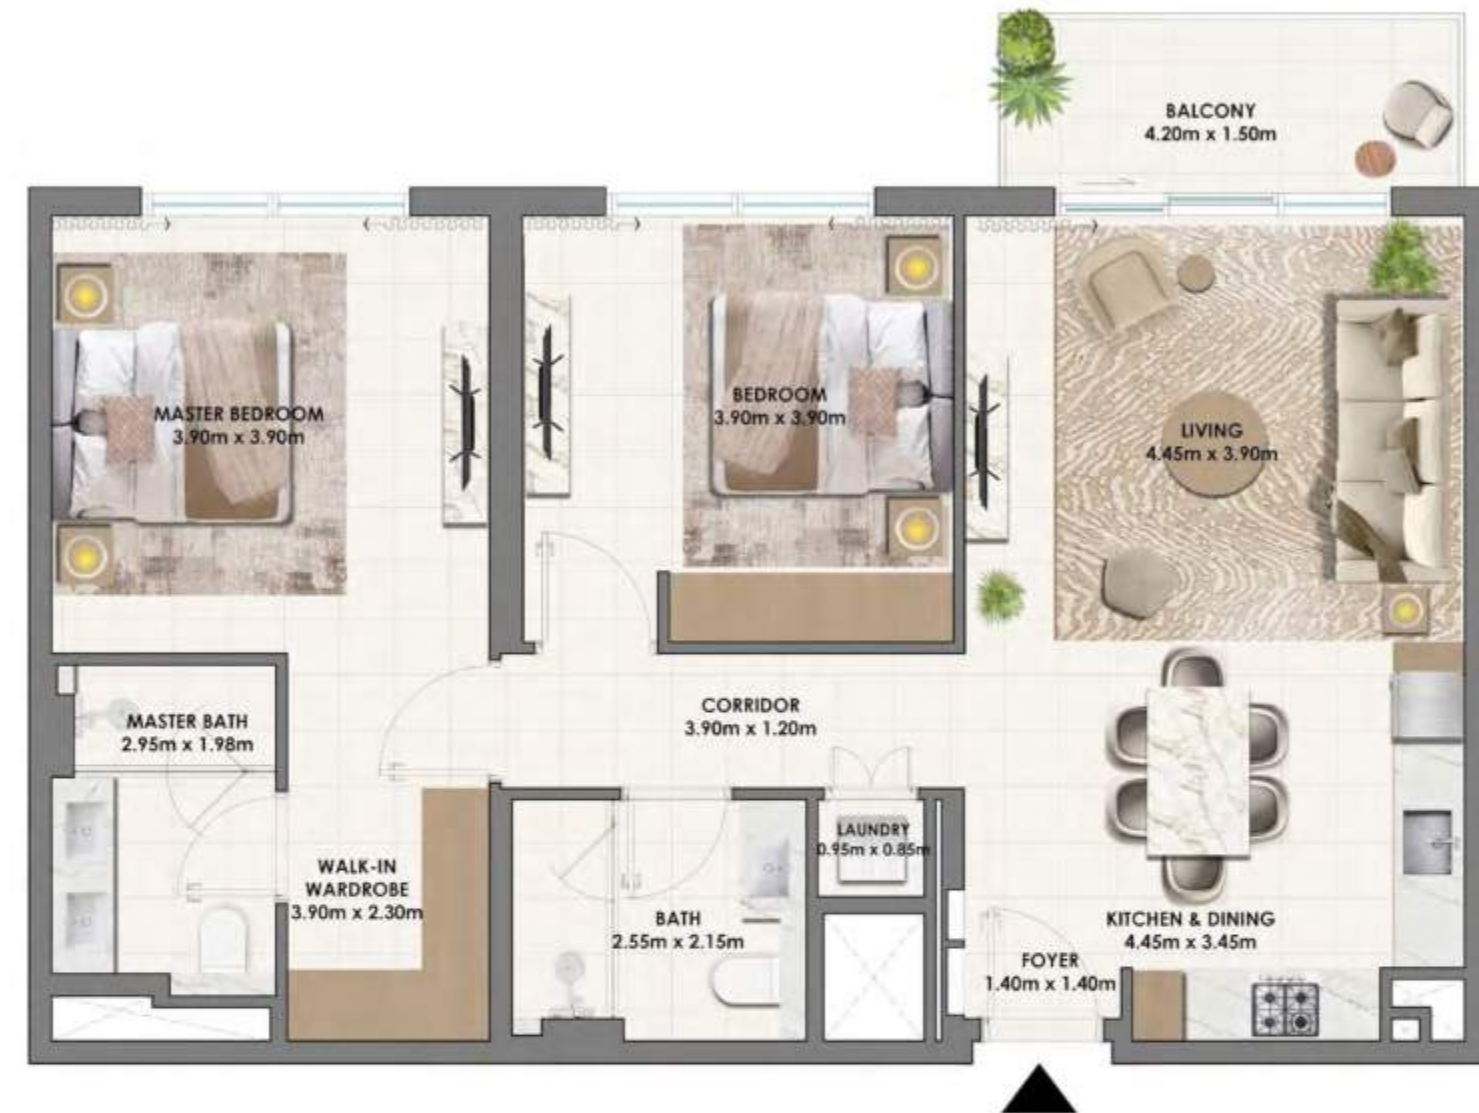 BALCONY
4.20m x 1.50m
MASTER BEDROOM
3.90m x 3.90m
BEDROOM
3.90m x 3.90m
LIVING
4.45m x 3.90m
MASTER BATH
2.95m x 1.98m
CORRIDOR
3.90m x 1.20m
LAUNDRY
0.95m x 0.85m
WALK-IN
WARDROBE
3.90m x 2.30m
BATH
2.55m x 2.15m
KITCHEN & DINING
4.45m x 3.45m
FOYER
1.40m x 1.40m